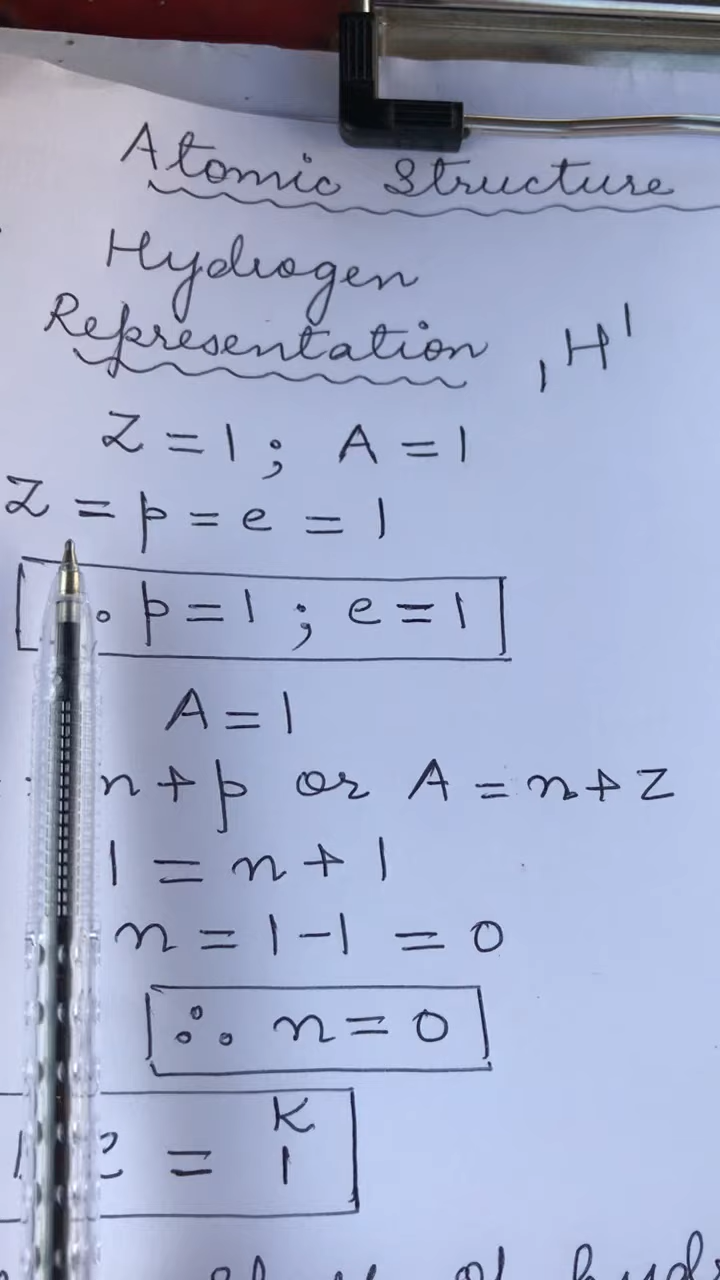 Atomic Structure
Hydrogen
Representation , ₁H¹
Z = 1 ; A = 1
Z = p = e = 1
p = 1 ; e = 1
A = 1
n + p or A = n + Z
1 = n + 1
n = 1 - 1 = 0
∴ n = 0
K
= 1
of